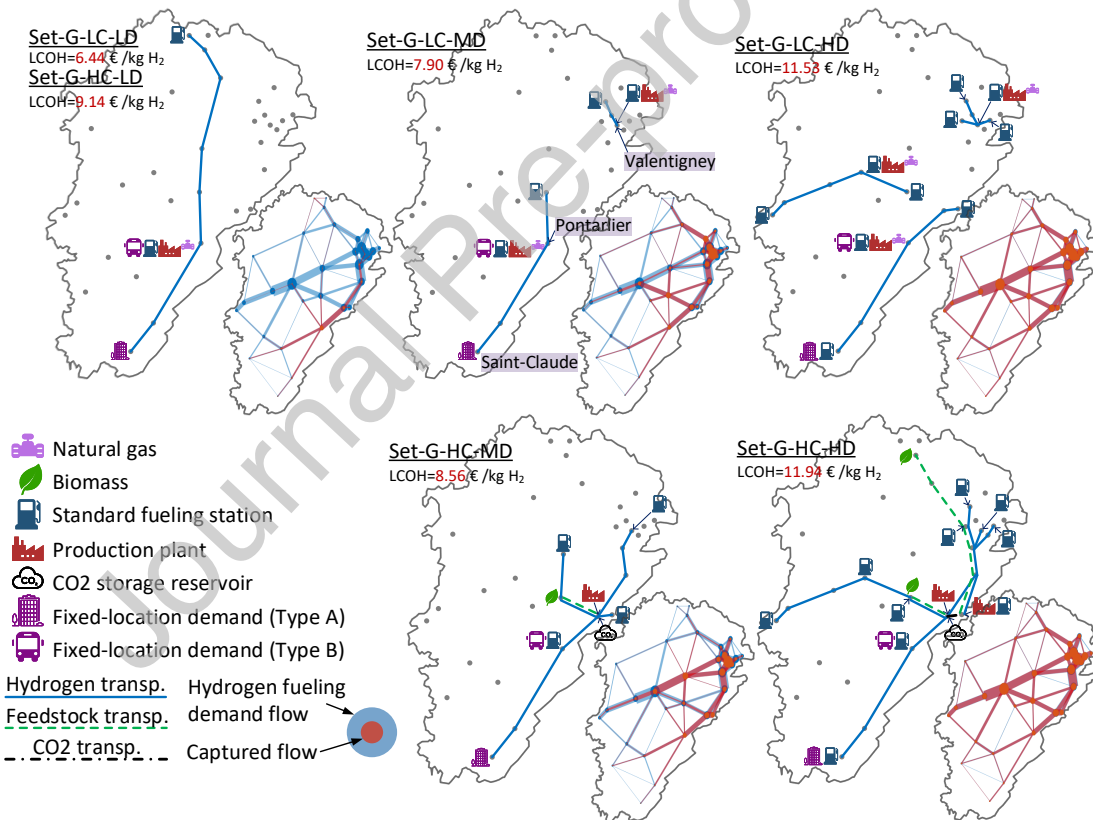 Set-G-LC-LD
LCOH=6.44 € /kg H₂
Set-G-HC-LD
LCOH=9.14 € /kg H₂
Set-G-LC-MD
LCOH=7.90 € /kg H₂
Set-G-LC-HD
LCOH=11.53 € /kg H₂
Valentigney
Pontarlier
Saint-Claude
Natural gas
Biomass
Standard fueling station
Production plant
CO2 storage reservoir
Fixed-location demand (Type A)
Fixed-location demand (Type B)
Hydrogen transp.
Feedstock transp.
CO2 transp.
Hydrogen fueling
demand flow
Captured flow
Set-G-HC-MD
LCOH=8.56 € /kg H₂
Set-G-HC-HD
LCOH=11.94 € /kg H₂
CO₂
CO₂
CO₂
Journal Pre-pro